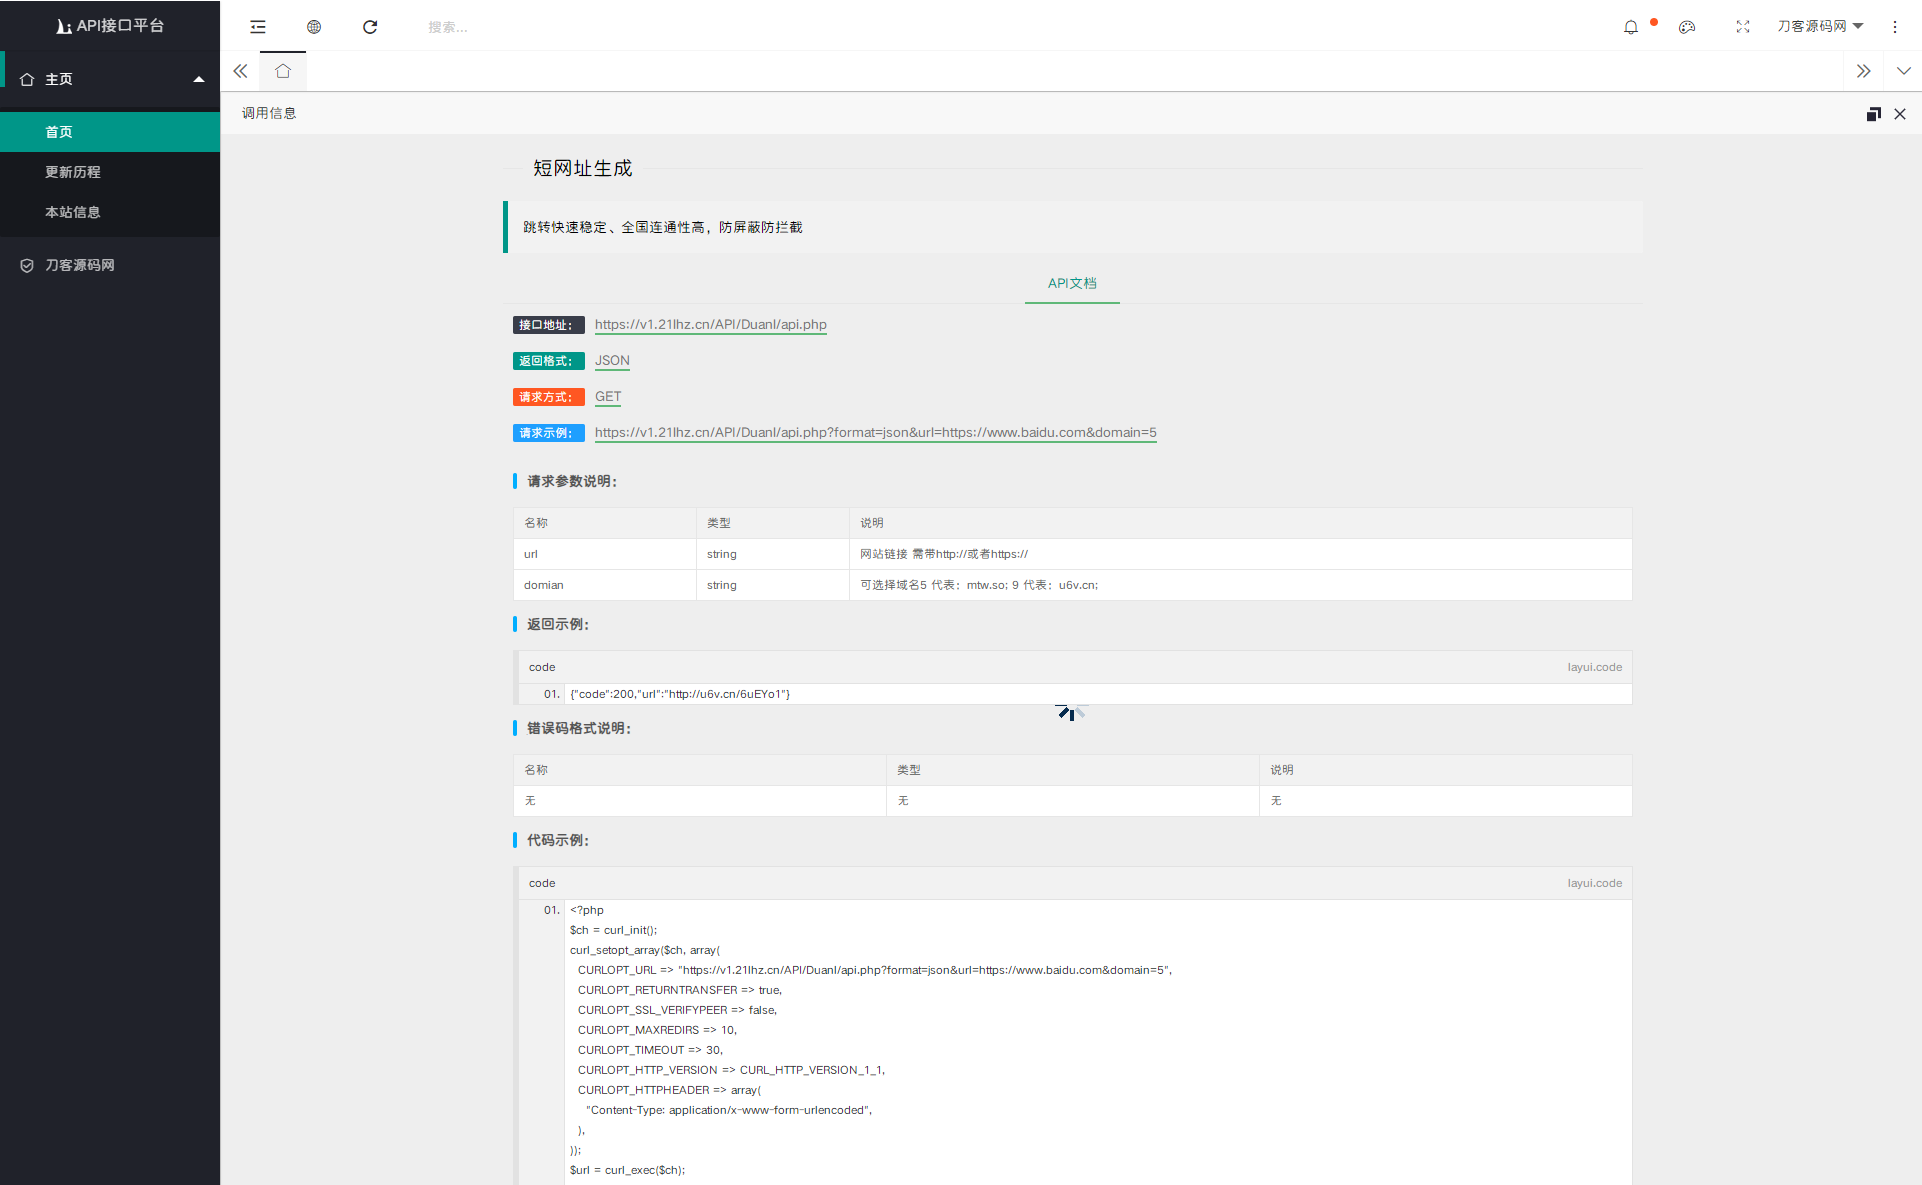 API接口平台
搜索...
刀客源码网
主页
首页
更新历程
本站信息
刀客源码网
调用信息
短网址生成
跳转快速稳定、全国连通性高，防屏蔽防拦截
API文档
接口地址： https://v1.21lhz.cn/API/Duanl/api.php
返回格式： JSON
请求方式： GET
请求示例： https://v1.21lhz.cn/API/Duanl/api.php?format=json&url=https://www.baidu.com&domain=5
请求参数说明：
名称 类型 说明
url string 网站链接 需带http://或者https://
domian string 可选择域名5 代表：mtw.so; 9 代表：u6v.cn;
返回示例：
code layui.code
01. {"code":200,"url":"http://u6v.cn/6uEYo1"}
错误码格式说明：
名称 类型 说明
无 无 无
代码示例：
code layui.code
01. <?php
$ch = curl_init();
curl_setopt_array($ch, array(
CURLOPT_URL => "https://v1.21lhz.cn/API/Duanl/api.php?format=json&url=https://www.baidu.com&domain=5",
CURLOPT_RETURNTRANSFER => true,
CURLOPT_SSL_VERIFYPEER => false,
CURLOPT_MAXREDIRS => 10,
CURLOPT_TIMEOUT => 30,
CURLOPT_HTTP_VERSION => CURL_HTTP_VERSION_1_1,
CURLOPT_HTTPHEADER => array(
"Content-Type: application/x-www-form-urlencoded",
),
));
$url = curl_exec($ch);